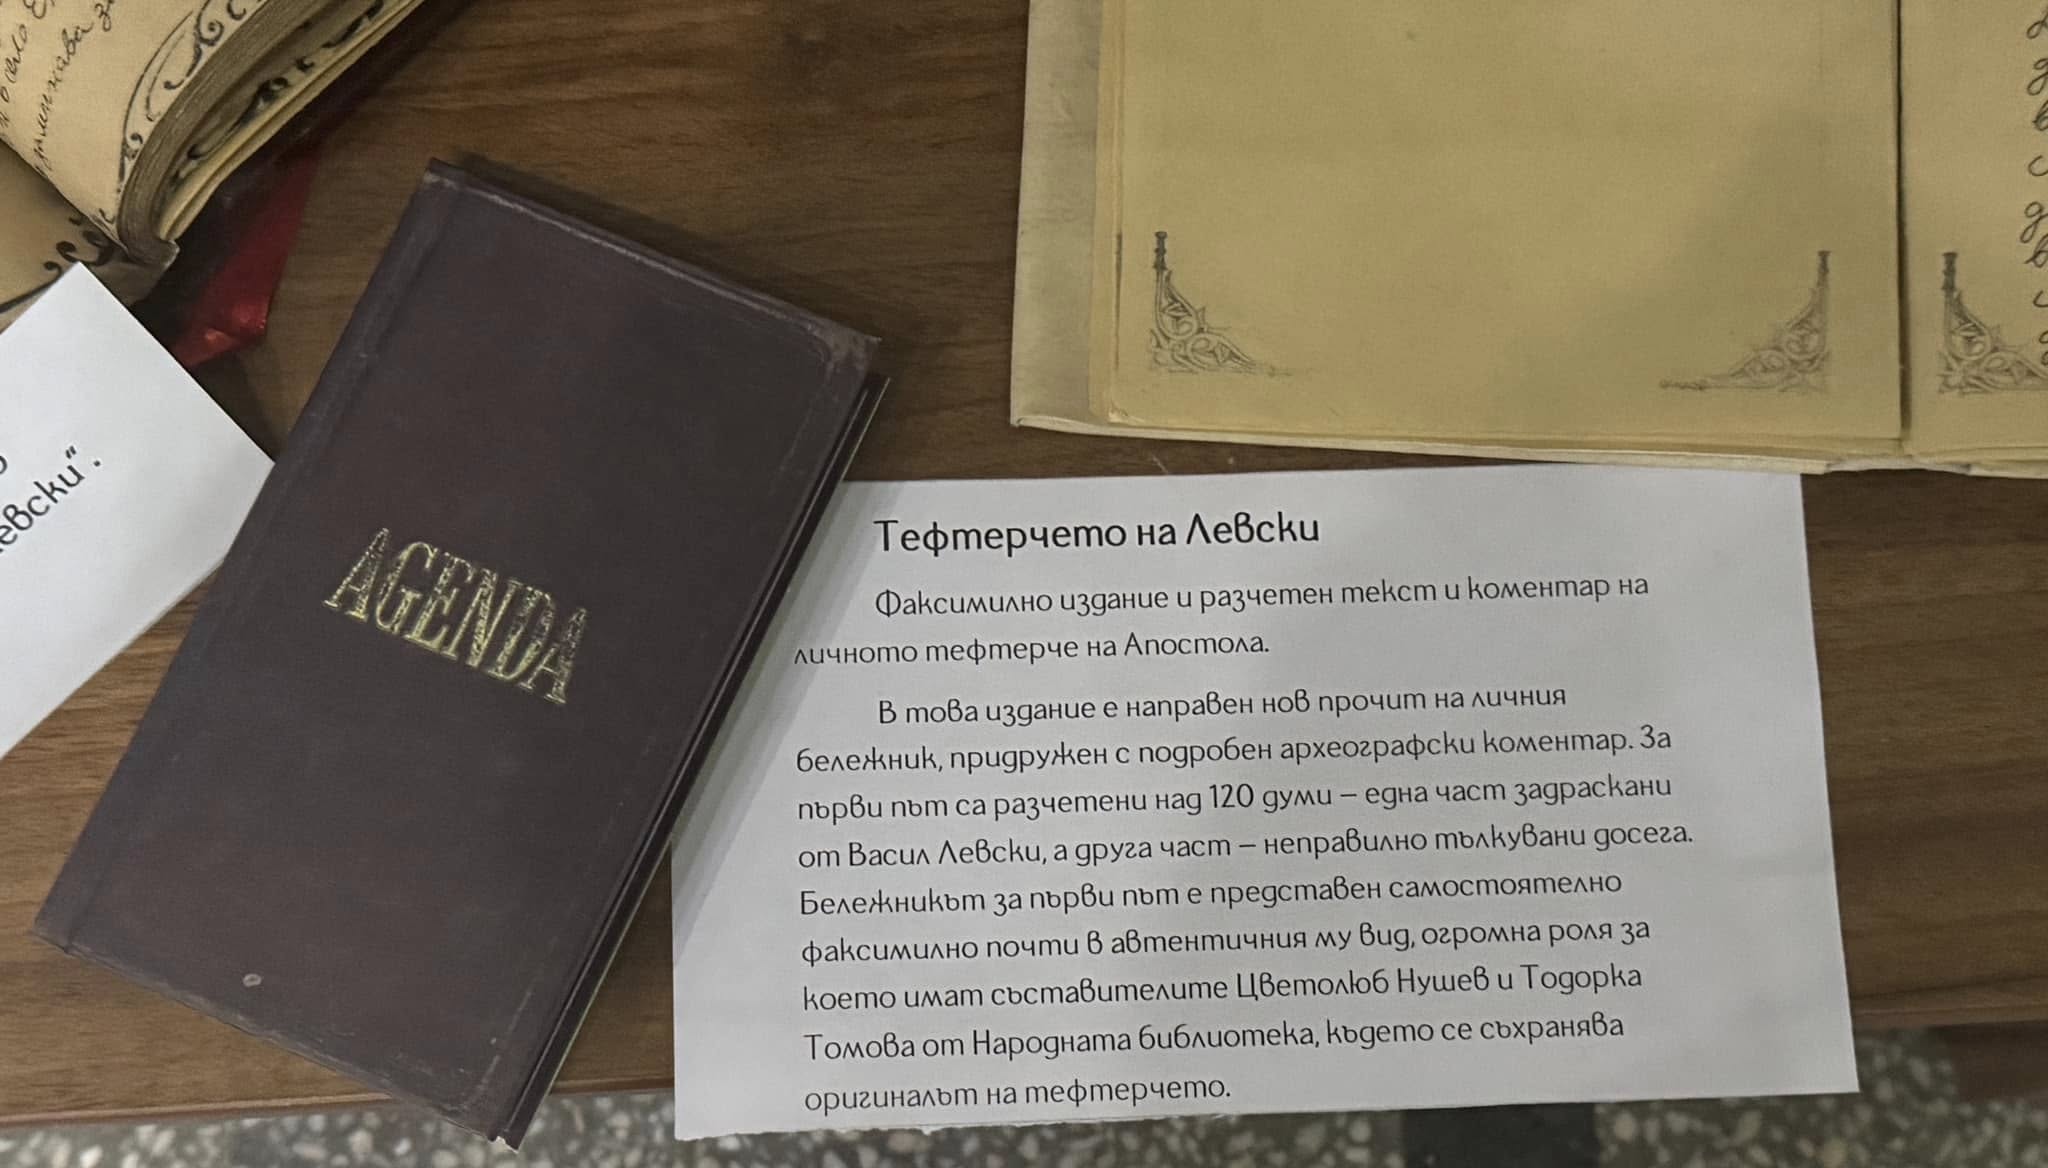 евски“.
AGENDA
Тефтерчето на Левски
Факсимилно издание и разчетен текст и коментар на
личното тефтерче на Апостола.
В това издание е направен нов прочит на личния
бележник, придружен с подробен археографски коментар. За
първи път са разчетени над 120 думи – една част задраскани
от Васил Левски, а друга част – неправилно тълкувани досега.
Бележникът за първи път е представен самостоятелно
факсимилно почти в автентичния му вид, огромна роля за
което имат съставителите Цветолюб Нушев и Тодорка
Томова от Народната библиотека, където се съхранява
оригиналът на тефтерчето.